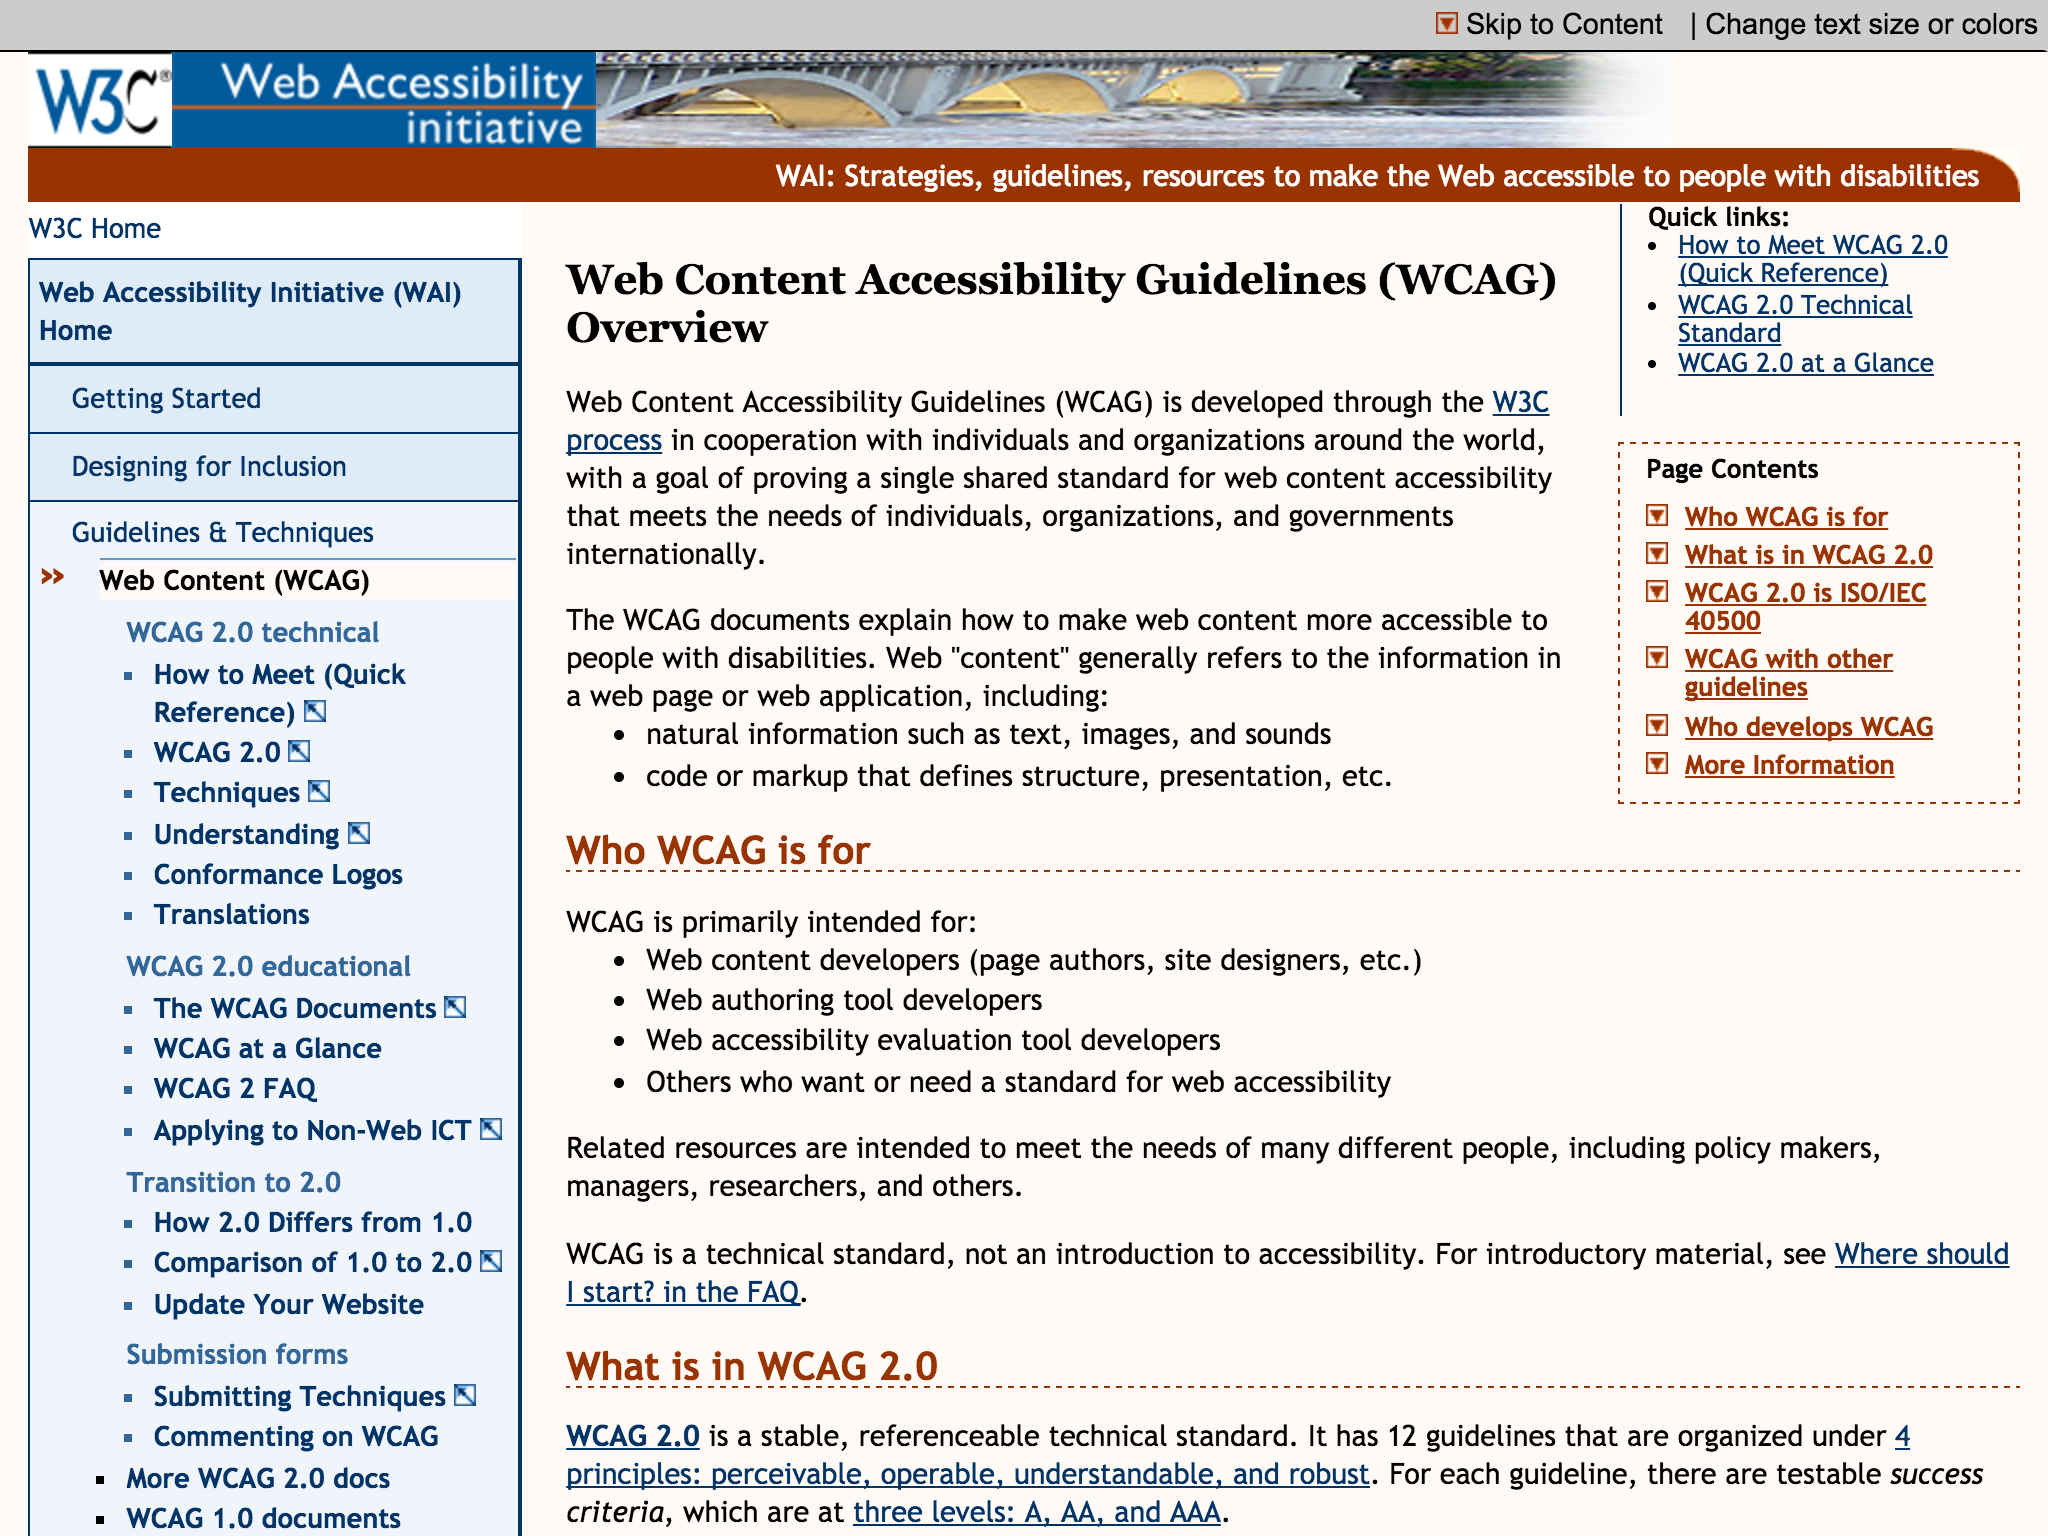 Skip to Content | Change text size or colors
W3C®
Web Accessibility
initiative
WAI: Strategies, guidelines, resources to make the Web accessible to people with disabilities
W3C Home
Web Accessibility Initiative (WAI)
Home
Getting Started
Designing for Inclusion
Guidelines & Techniques
» Web Content (WCAG)
WCAG 2.0 technical
How to Meet (Quick
Reference)
WCAG 2.0
Techniques
Understanding
Conformance Logos
Translations
WCAG 2.0 educational
The WCAG Documents
WCAG at a Glance
WCAG 2 FAQ
Applying to Non-Web ICT
Transition to 2.0
How 2.0 Differs from 1.0
Comparison of 1.0 to 2.0
Update Your Website
Submission forms
Submitting Techniques
Commenting on WCAG
More WCAG 2.0 docs
WCAG 1.0 documents
Web Content Accessibility Guidelines (WCAG)
Overview
Web Content Accessibility Guidelines (WCAG) is developed through the W3C
process in cooperation with individuals and organizations around the world,
with a goal of proving a single shared standard for web content accessibility
that meets the needs of individuals, organizations, and governments
internationally.
The WCAG documents explain how to make web content more accessible to
people with disabilities. Web "content" generally refers to the information in
a web page or web application, including:
• natural information such as text, images, and sounds
• code or markup that defines structure, presentation, etc.
Who WCAG is for
WCAG is primarily intended for:
• Web content developers (page authors, site designers, etc.)
• Web authoring tool developers
• Web accessibility evaluation tool developers
• Others who want or need a standard for web accessibility
Related resources are intended to meet the needs of many different people, including policy makers,
managers, researchers, and others.
WCAG is a technical standard, not an introduction to accessibility. For introductory material, see Where should
I start? in the FAQ.
What is in WCAG 2.0
WCAG 2.0 is a stable, referenceable technical standard. It has 12 guidelines that are organized under 4
principles: perceivable, operable, understandable, and robust. For each guideline, there are testable success
criteria, which are at three levels: A, AA, and AAA.
Quick links:
• How to Meet WCAG 2.0
(Quick Reference)
• WCAG 2.0 Technical
Standard
• WCAG 2.0 at a Glance
Page Contents
Who WCAG is for
What is in WCAG 2.0
WCAG 2.0 is ISO/IEC
40500
WCAG with other
guidelines
Who develops WCAG
More Information